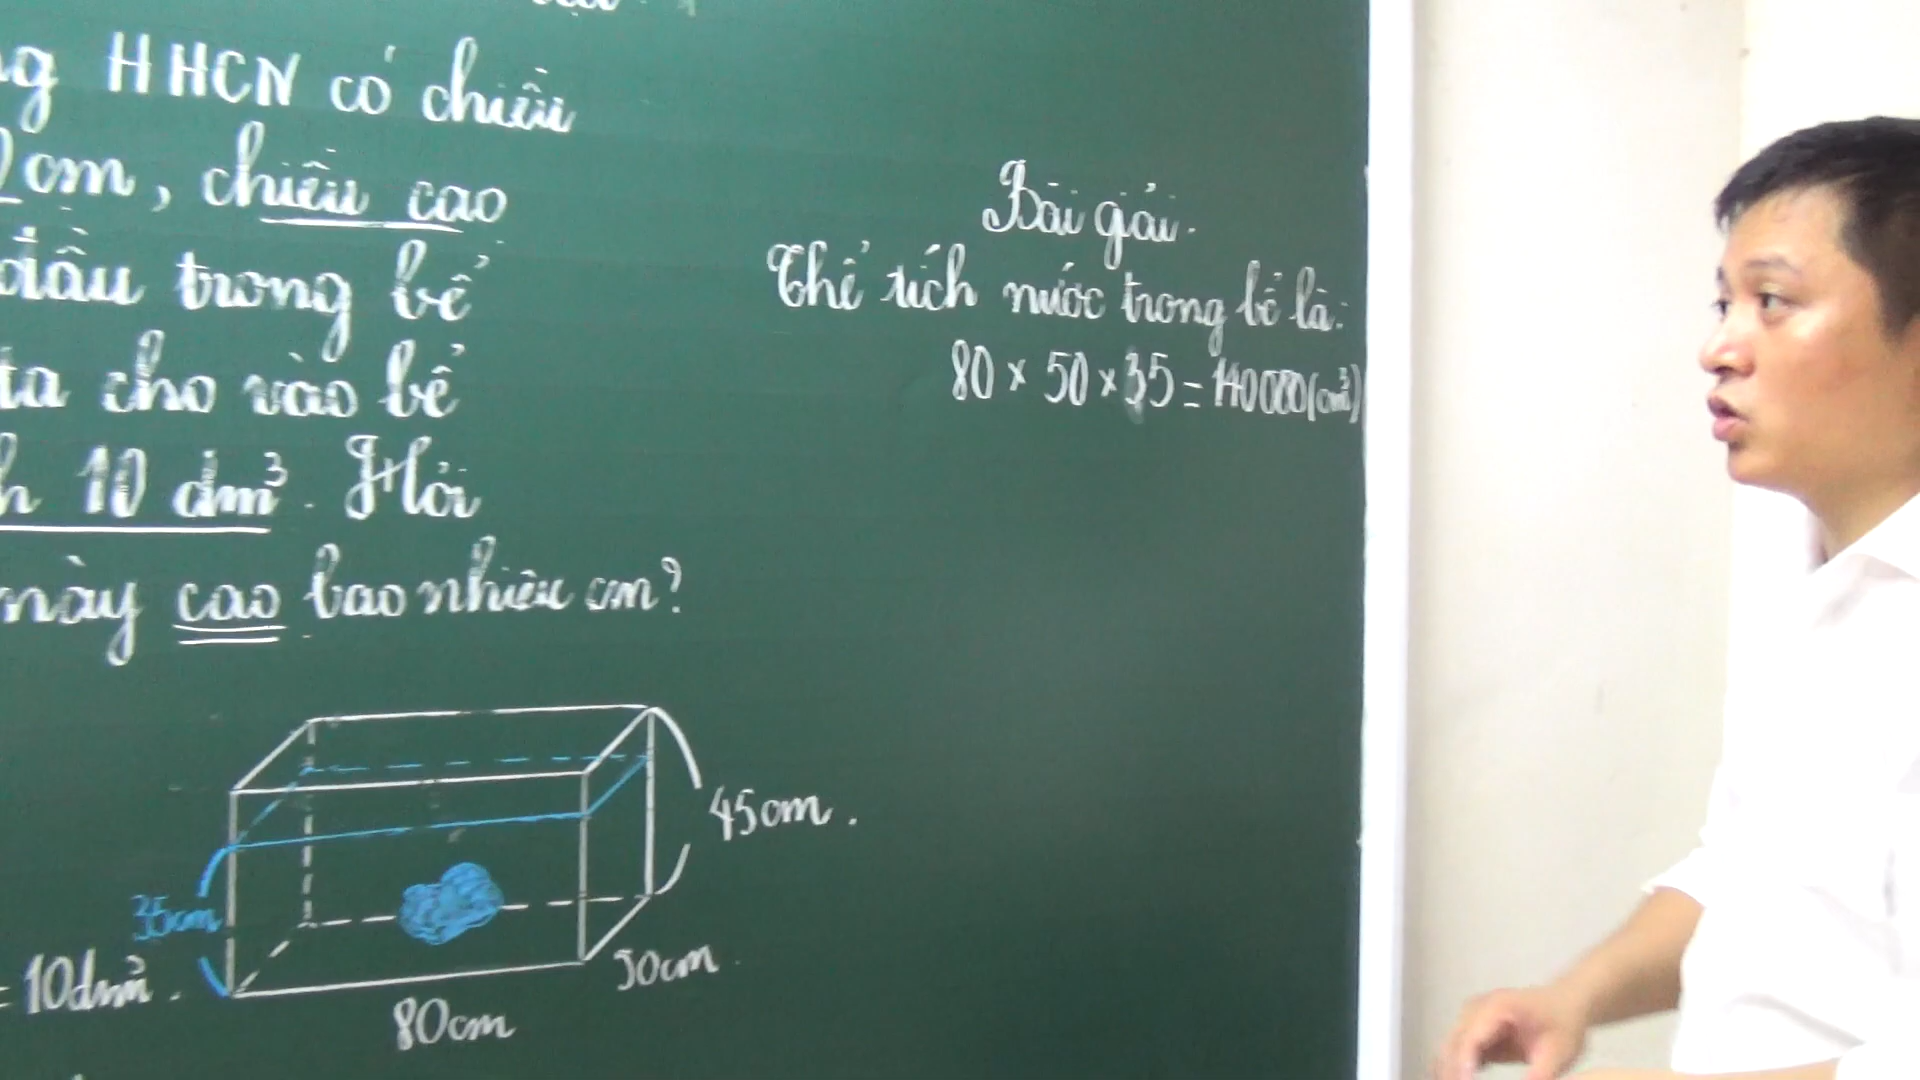 HHCN có chiều
cm, chiều cao
đầu trong bể
ta cho vào bể
10 dm³. Hỏi
này cao bao nhiêu cm?
Bài giải.
Thể tích nước trong bể là:
80 × 50 × 35 = 140000(cm³)
45cm.
35cm
= 10dm³.
50cm
80cm